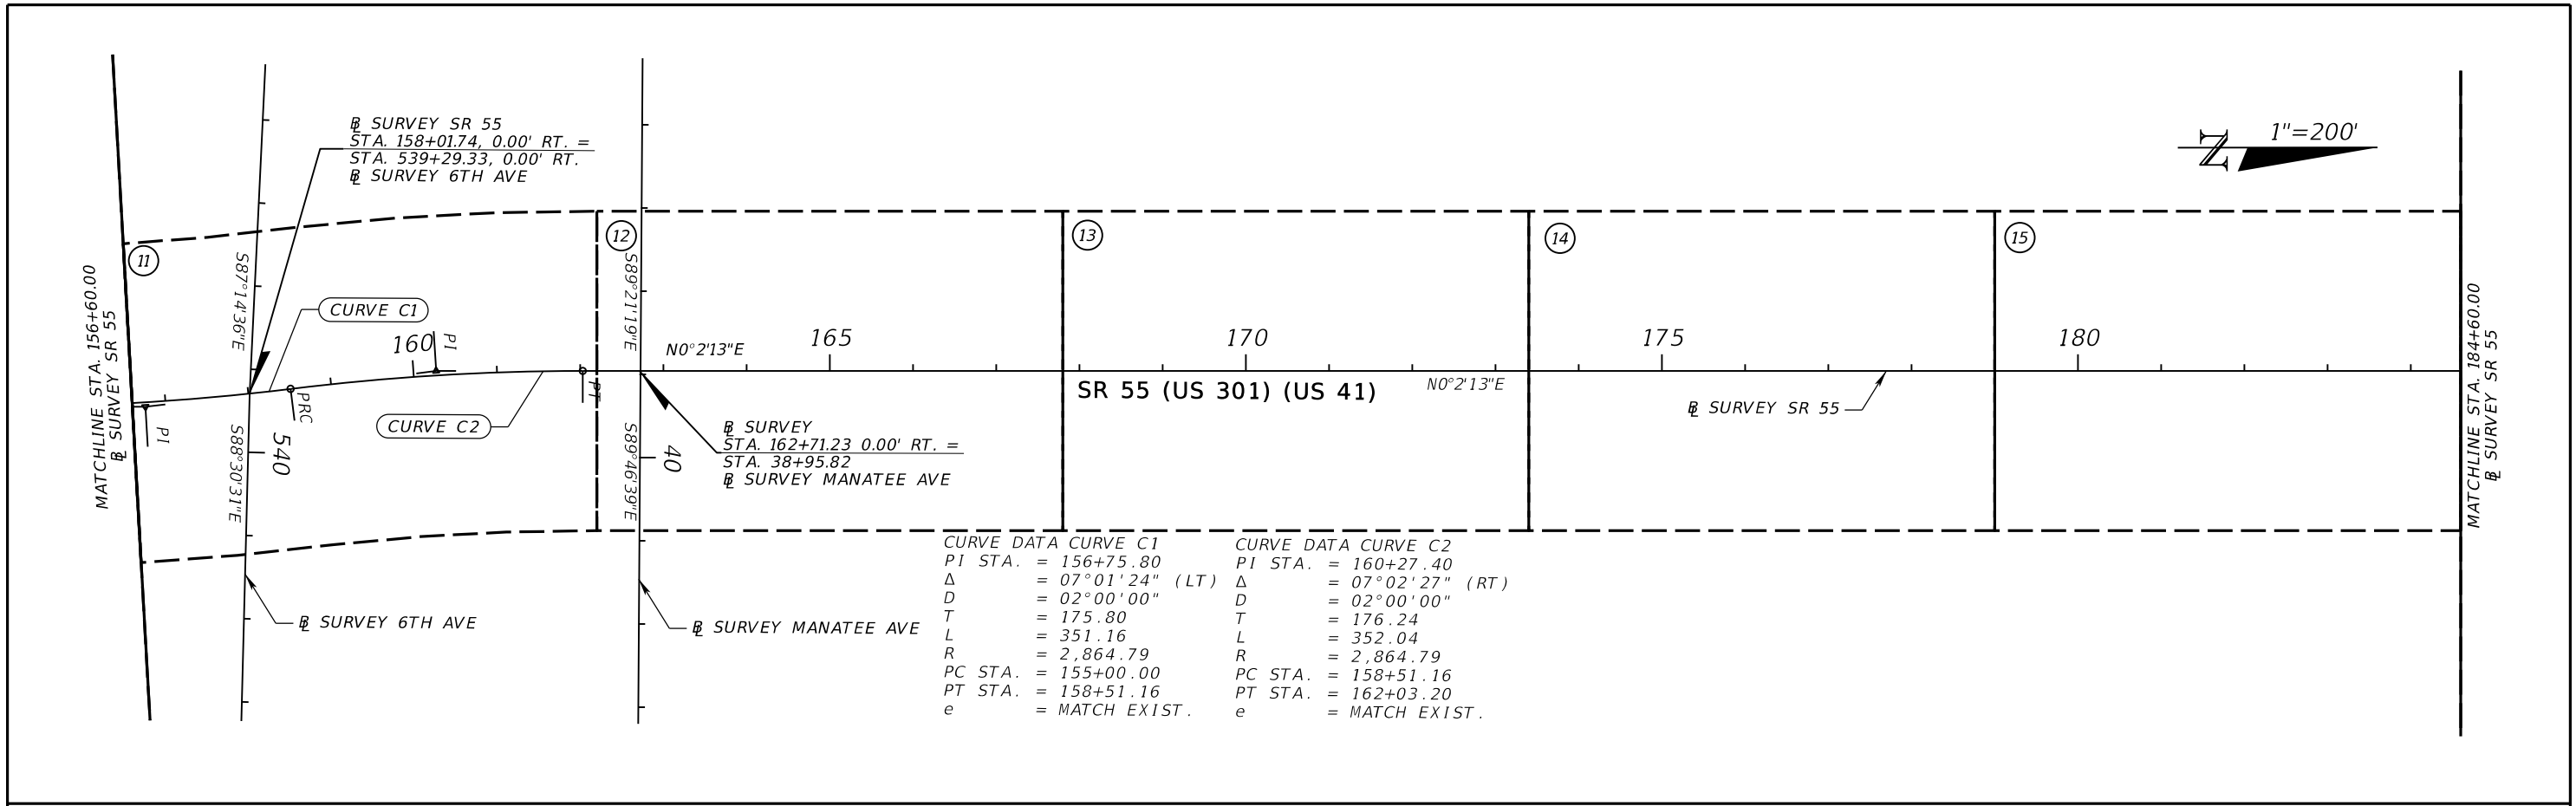 MATCHLINE STA. 156+60.00
℄ SURVEY SR 55
℄ SURVEY SR 55
STA. 158+01.74, 0.00' RT. =
STA. 539+29.33, 0.00' RT.
℄ SURVEY 6TH AVE
N
1"=200'
11
12
13
14
15
S87°14'36"E
S89°21'19"E
CURVE C1
160
PI
N0°2'13"E
165
170
175
180
PI
PRC
PT
SR 55 (US 301) (US 41)
N0°2'13"E
℄ SURVEY SR 55
CURVE C2
S88°30'31"E
540
S89°46'39"E
40
℄ SURVEY
STA. 162+71.23 0.00' RT. =
STA. 38+95.82
℄ SURVEY MANATEE AVE
MATCHLINE STA. 184+60.00
℄ SURVEY SR 55
℄ SURVEY 6TH AVE
℄ SURVEY MANATEE AVE
CURVE DATA CURVE C1
PI STA. = 156+75.80
Δ = 07°01'24" (LT)
D = 02°00'00"
T = 175.80
L = 351.16
R = 2,864.79
PC STA. = 155+00.00
PT STA. = 158+51.16
e = MATCH EXIST.
CURVE DATA CURVE C2
PI STA. = 160+27.40
Δ = 07°02'27" (RT)
D = 02°00'00"
T = 176.24
L = 352.04
R = 2,864.79
PC STA. = 158+51.16
PT STA. = 162+03.20
e = MATCH EXIST.